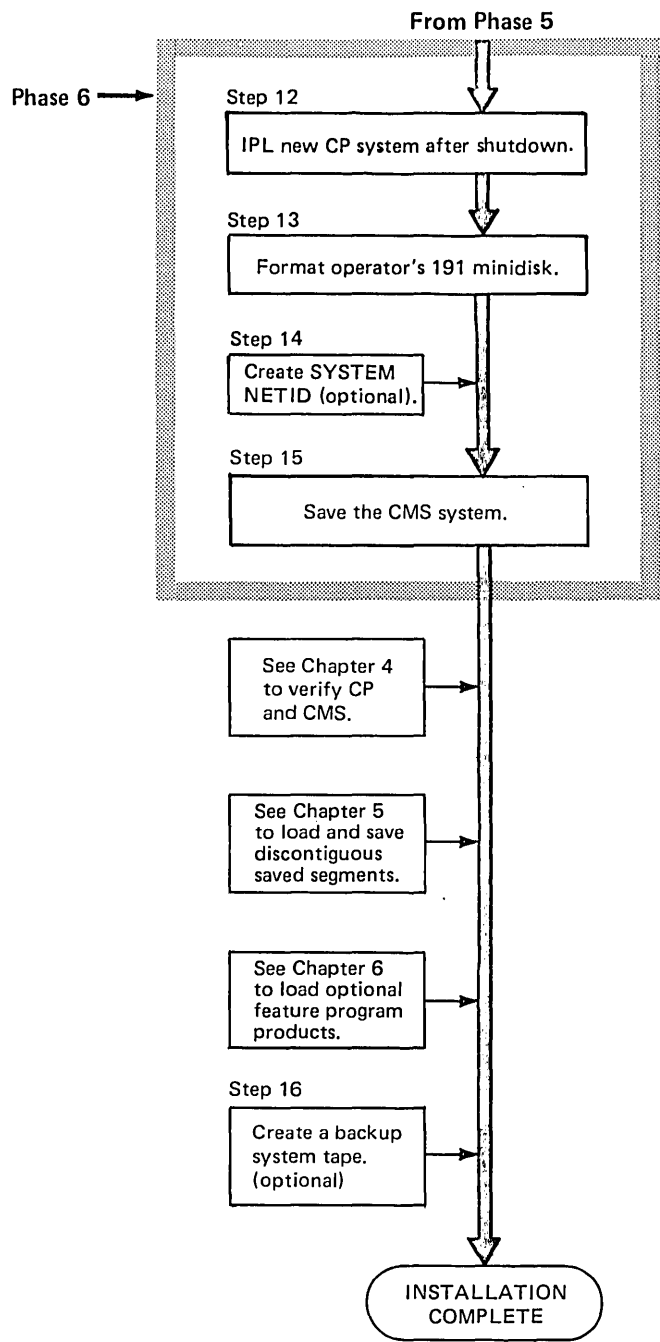 From Phase 5
Phase 6
Step 12
IPL new CP system after shutdown.
Step 13
Format operator's 191 minidisk.
Step 14
Create SYSTEM
NETID (optional).
Step 15
Save the CMS system.
See Chapter 4
to verify CP
and CMS.
See Chapter 5
to load and save
discontiguous
saved segments.
See Chapter 6
to load optional
feature program
products.
Step 16
Create a backup
system tape.
(optional)
INSTALLATION
COMPLETE